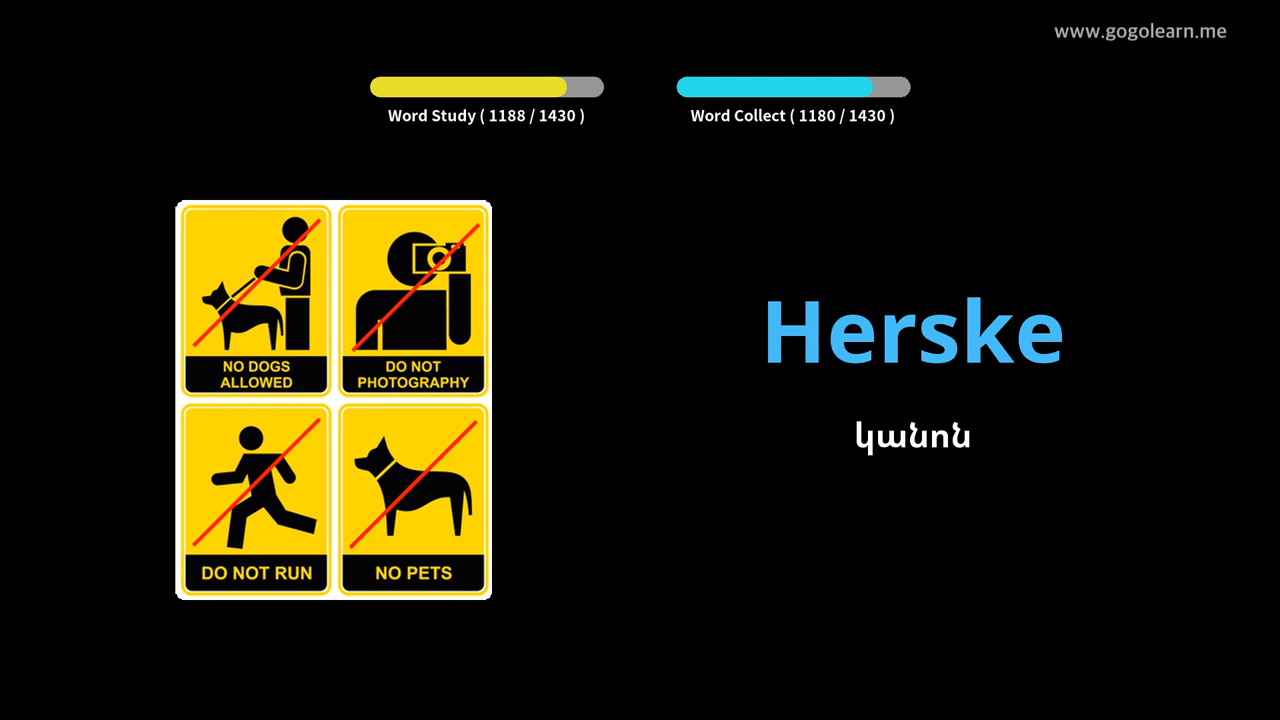 www.gogolearn.me
Word Study ( 1188 / 1430 )
Word Collect ( 1180 / 1430 )
NO DOGS
ALLOWED
DO NOT
PHOTOGRAPHY
DO NOT RUN
NO PETS
Herske
կանոն